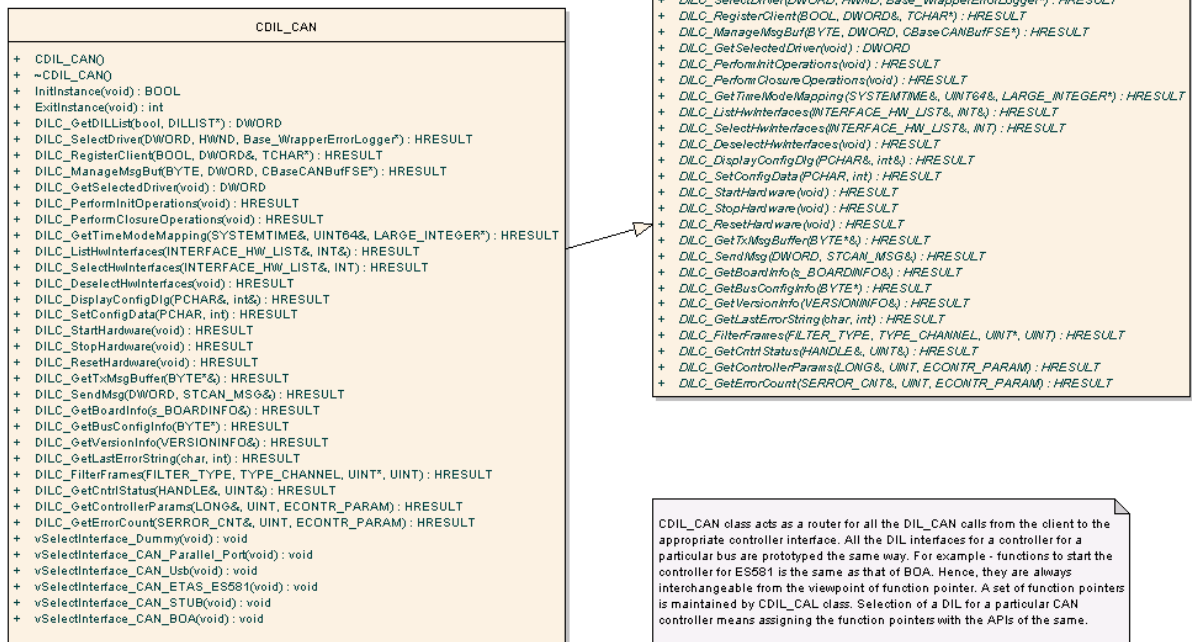 CDIL_CAN
+ CDIL_CAN()
+ ~CDIL_CAN()
+ InitInstance(void) : BOOL
+ ExitInstance(void) : int
+ DILC_GetDILList(bool, DILLIST*) : DWORD
+ DILC_SelectDriver(DWORD, HWND, Base_WrapperErrorLogger*) : HRESULT
+ DILC_RegisterClient(BOOL, DWORD&, TCHAR*) : HRESULT
+ DILC_ManageMsgBuf(BYTE, DWORD, CBaseCANBufFSE*) : HRESULT
+ DILC_GetSelectedDriver(void) : DWORD
+ DILC_PerformInitOperations(void) : HRESULT
+ DILC_PerformClosureOperations(void) : HRESULT
+ DILC_GetTimeModeMapping(SYSTEMTIME&, UINT64&, LARGE_INTEGER*) : HRESULT
+ DILC_ListHwInterfaces(INTERFACE_HW_LIST&, INT&) : HRESULT
+ DILC_SelectHwInterfaces(INTERFACE_HW_LIST&, INT) : HRESULT
+ DILC_DeselectHwInterfaces(void) : HRESULT
+ DILC_DisplayConfigDlg(PCHAR&, int&) : HRESULT
+ DILC_SetConfigData(PCHAR, int) : HRESULT
+ DILC_StartHardware(void) : HRESULT
+ DILC_StopHardware(void) : HRESULT
+ DILC_ResetHardware(void) : HRESULT
+ DILC_GetTxMsgBuffer(BYTE*&) : HRESULT
+ DILC_SendMsg(DWORD, STCAN_MSG&) : HRESULT
+ DILC_GetBoardInfo(s_BOARDINFO&) : HRESULT
+ DILC_GetBusConfigInfo(BYTE*) : HRESULT
+ DILC_GetVersionInfo(VERSIONINFO&) : HRESULT
+ DILC_GetLastErrorString(char, int) : HRESULT
+ DILC_FilterFrames(FILTER_TYPE, TYPE_CHANNEL, UINT*, UINT) : HRESULT
+ DILC_GetCntrlStatus(HANDLE&, UINT&) : HRESULT
+ DILC_GetControllerParams(LONG&, UINT, ECONTR_PARAM) : HRESULT
+ DILC_GetErrorCount(SERROR_CNT&, UINT, ECONTR_PARAM) : HRESULT
+ vSelectInterface_Dummy(void) : void
+ vSelectInterface_CAN_Parallel_Port(void) : void
+ vSelectInterface_CAN_Usb(void) : void
+ vSelectInterface_CAN_ETAS_ES581(void) : void
+ vSelectInterface_CAN_STUB(void) : void
+ vSelectInterface_CAN_BOA(void) : void
+ DILC_SelectDriver(DWORD, HWND, Base_WrapperErrorLogger*) : HRESULT
+ DILC_RegisterClient(BOOL, DWORD&, TCHAR*) : HRESULT
+ DILC_ManageMsgBuf(BYTE, DWORD, CBaseCANBufFSE*) : HRESULT
+ DILC_GetSelectedDriver(void) : DWORD
+ DILC_PerformInitOperations(void) : HRESULT
+ DILC_PerformClosureOperations(void) : HRESULT
+ DILC_GetTimeModeMapping(SYSTEMTIME&, UINT64&, LARGE_INTEGER*) : HRESULT
+ DILC_ListHwInterfaces(INTERFACE_HW_LIST&, INT&) : HRESULT
+ DILC_SelectHwInterfaces(INTERFACE_HW_LIST&, INT) : HRESULT
+ DILC_DeselectHwInterfaces(void) : HRESULT
+ DILC_DisplayConfigDlg(PCHAR&, int&) : HRESULT
+ DILC_SetConfigData(PCHAR, int) : HRESULT
+ DILC_StartHardware(void) : HRESULT
+ DILC_StopHardware(void) : HRESULT
+ DILC_ResetHardware(void) : HRESULT
+ DILC_GetTxMsgBuffer(BYTE*&) : HRESULT
+ DILC_SendMsg(DWORD, STCAN_MSG&) : HRESULT
+ DILC_GetBoardInfo(s_BOARDINFO&) : HRESULT
+ DILC_GetBusConfigInfo(BYTE*) : HRESULT
+ DILC_GetVersionInfo(VERSIONINFO&) : HRESULT
+ DILC_GetLastErrorString(char, int) : HRESULT
+ DILC_FilterFrames(FILTER_TYPE, TYPE_CHANNEL, UINT*, UINT) : HRESULT
+ DILC_GetCntrlStatus(HANDLE&, UINT&) : HRESULT
+ DILC_GetControllerParams(LONG&, UINT, ECONTR_PARAM) : HRESULT
+ DILC_GetErrorCount(SERROR_CNT&, UINT, ECONTR_PARAM) : HRESULT
CDIL_CAN class acts as a router for all the DIL_CAN calls from the client to the
appropriate controller interface. All the DIL interfaces for a controller for a
particular bus are prototyped the same way. For example - functions to start the
controller for ES581 is the same as that of BOA. Hence, they are always
interchangeable from the viewpoint of function pointer. A set of function pointers
is maintained by CDIL_CAL class. Selection of a DIL for a particular CAN
controller means assigning the function pointers with the APIs of the same.